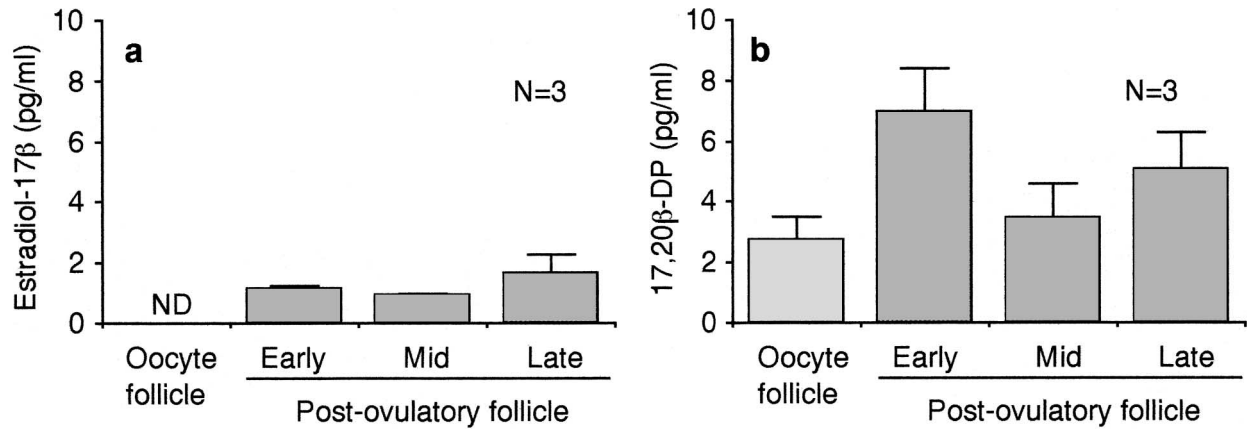 a
Estradiol-17β (pg/ml)
10
8
6
4
2
0
N=3
ND
Oocyte
follicle
Early
Mid
Late
Post-ovulatory follicle
b
17,20β-DP (pg/ml)
10
8
6
4
2
0
N=3
Oocyte
follicle
Early
Mid
Late
Post-ovulatory follicle